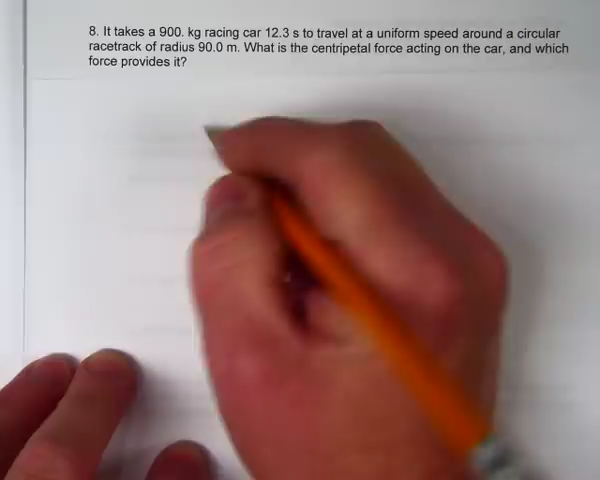 8. It takes a 900. kg racing car 12.3 s to travel at a uniform speed around a circular
racetrack of radius 90.0 m. What is the centripetal force acting on the car, and which
force provides it?